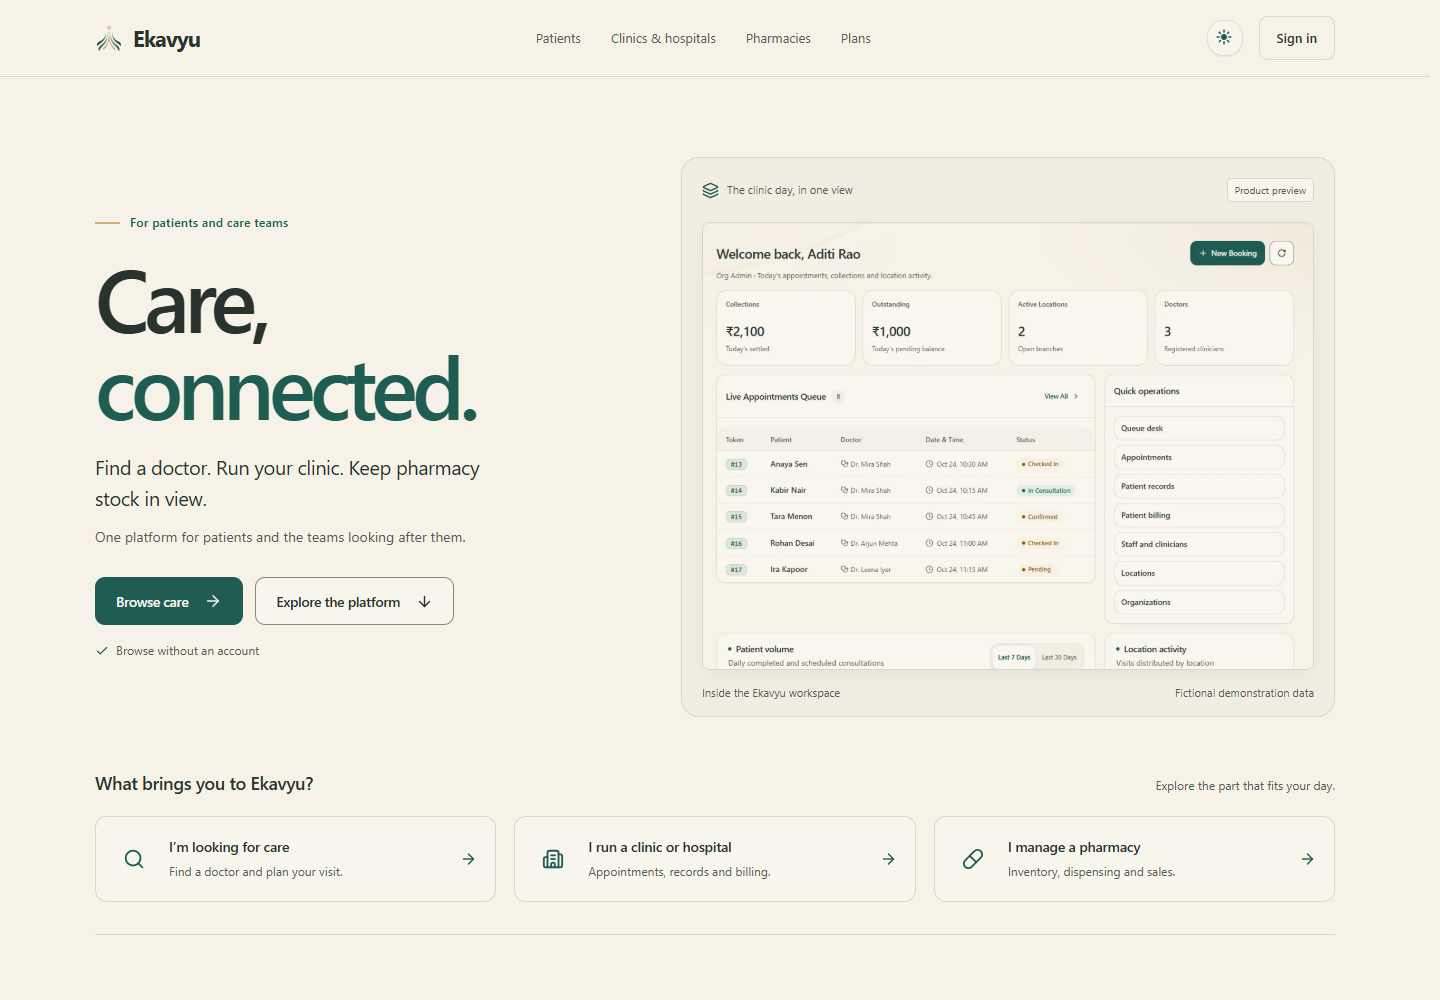 Ekavyu
Patients
Clinics & hospitals
Pharmacies
Plans
Sign in
For patients and care teams
Care,
connected.
Find a doctor. Run your clinic. Keep pharmacy
stock in view.
One platform for patients and the teams looking after them.
Browse care
Explore the platform
Browse without an account
The clinic day, in one view
Product preview
Welcome back, Aditi Rao
Org Admin · Today's appointments, collections and location activity.
+ New Booking
Collections
₹2,100
Today's settled
Outstanding
₹1,000
Today's pending balance
Active Locations
2
Open branches
Doctors
3
Registered clinicians
Live Appointments Queue 8
View All
Token Patient Doctor Date & Time Status
#13 Anaya Sen Dr. Mira Shah Oct 24, 10:30 AM Checked In
#14 Kabir Nair Dr. Mira Shah Oct 24, 10:15 AM In Consultation
#15 Tara Menon Dr. Mira Shah Oct 24, 10:45 AM Confirmed
#16 Rohan Desai Dr. Arjun Mehta Oct 24, 11:00 AM Checked In
#17 Ira Kapoor Dr. Leena Iyer Oct 24, 11:15 AM Pending
Quick operations
Queue desk
Appointments
Patient records
Patient billing
Staff and clinicians
Locations
Organizations
Patient volume
Daily completed and scheduled consultations
Last 7 Days
Last 30 Days
Location activity
Visits distributed by location
Inside the Ekavyu workspace
Fictional demonstration data
What brings you to Ekavyu?
Explore the part that fits your day.
I'm looking for care
Find a doctor and plan your visit.
I run a clinic or hospital
Appointments, records and billing.
I manage a pharmacy
Inventory, dispensing and sales.